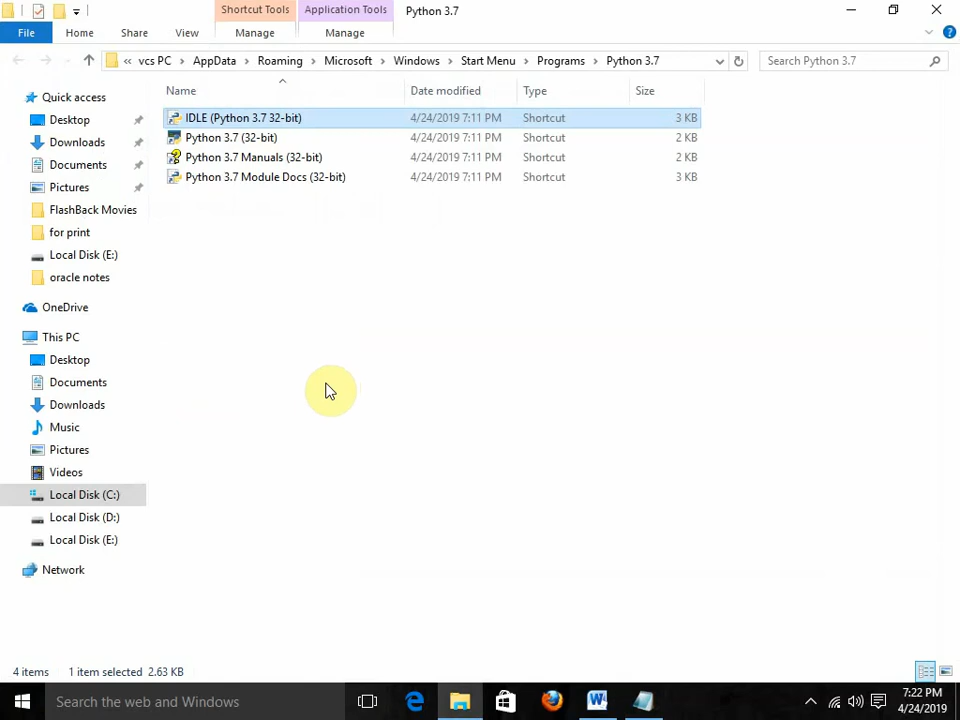 Shortcut Tools Application Tools Python 3.7
File Home Share View Manage Manage
« vcs PC > AppData > Roaming > Microsoft > Windows > Start Menu > Programs > Python 3.7 Search Python 3.7
Name Date modified Type Size
IDLE (Python 3.7 32-bit) 4/24/2019 7:11 PM Shortcut 3 KB
Python 3.7 (32-bit) 4/24/2019 7:11 PM Shortcut 2 KB
Python 3.7 Manuals (32-bit) 4/24/2019 7:11 PM Shortcut 2 KB
Python 3.7 Module Docs (32-bit) 4/24/2019 7:11 PM Shortcut 3 KB
Quick access
Desktop
Downloads
Documents
Pictures
FlashBack Movies
for print
Local Disk (E:)
oracle notes
OneDrive
This PC
Desktop
Documents
Downloads
Music
Pictures
Videos
Local Disk (C:)
Local Disk (D:)
Local Disk (E:)
Network
4 items 1 item selected 2.63 KB
Search the web and Windows
7:22 PM
4/24/2019